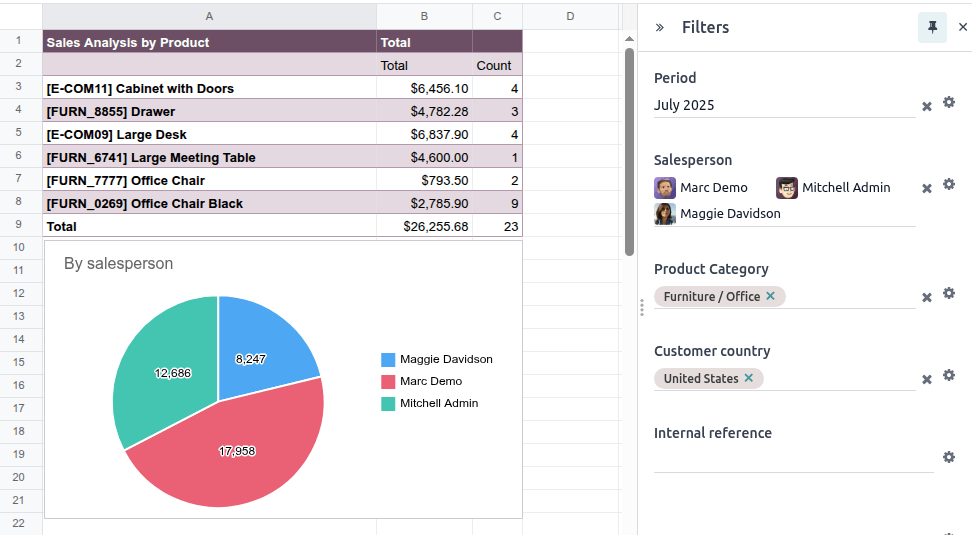 A B C D
1 Sales Analysis by Product Total
2 Total Count
3 [E-COM11] Cabinet with Doors $6,456.10 4
4 [FURN_8855] Drawer $4,782.28 3
5 [E-COM09] Large Desk $6,837.90 4
6 [FURN_6741] Large Meeting Table $4,600.00 1
7 [FURN_7777] Office Chair $793.50 2
8 [FURN_0269] Office Chair Black $2,785.90 9
9 Total $26,255.68 23
10
11
12
13
14
15
16
17
18
19
20
21
22
By salesperson
8,247
12,686
17,958
Maggie Davidson
Marc Demo
Mitchell Admin
Filters
Period
July 2025
Salesperson
Marc Demo Mitchell Admin
Maggie Davidson
Product Category
Furniture / Office
Customer country
United States
Internal reference